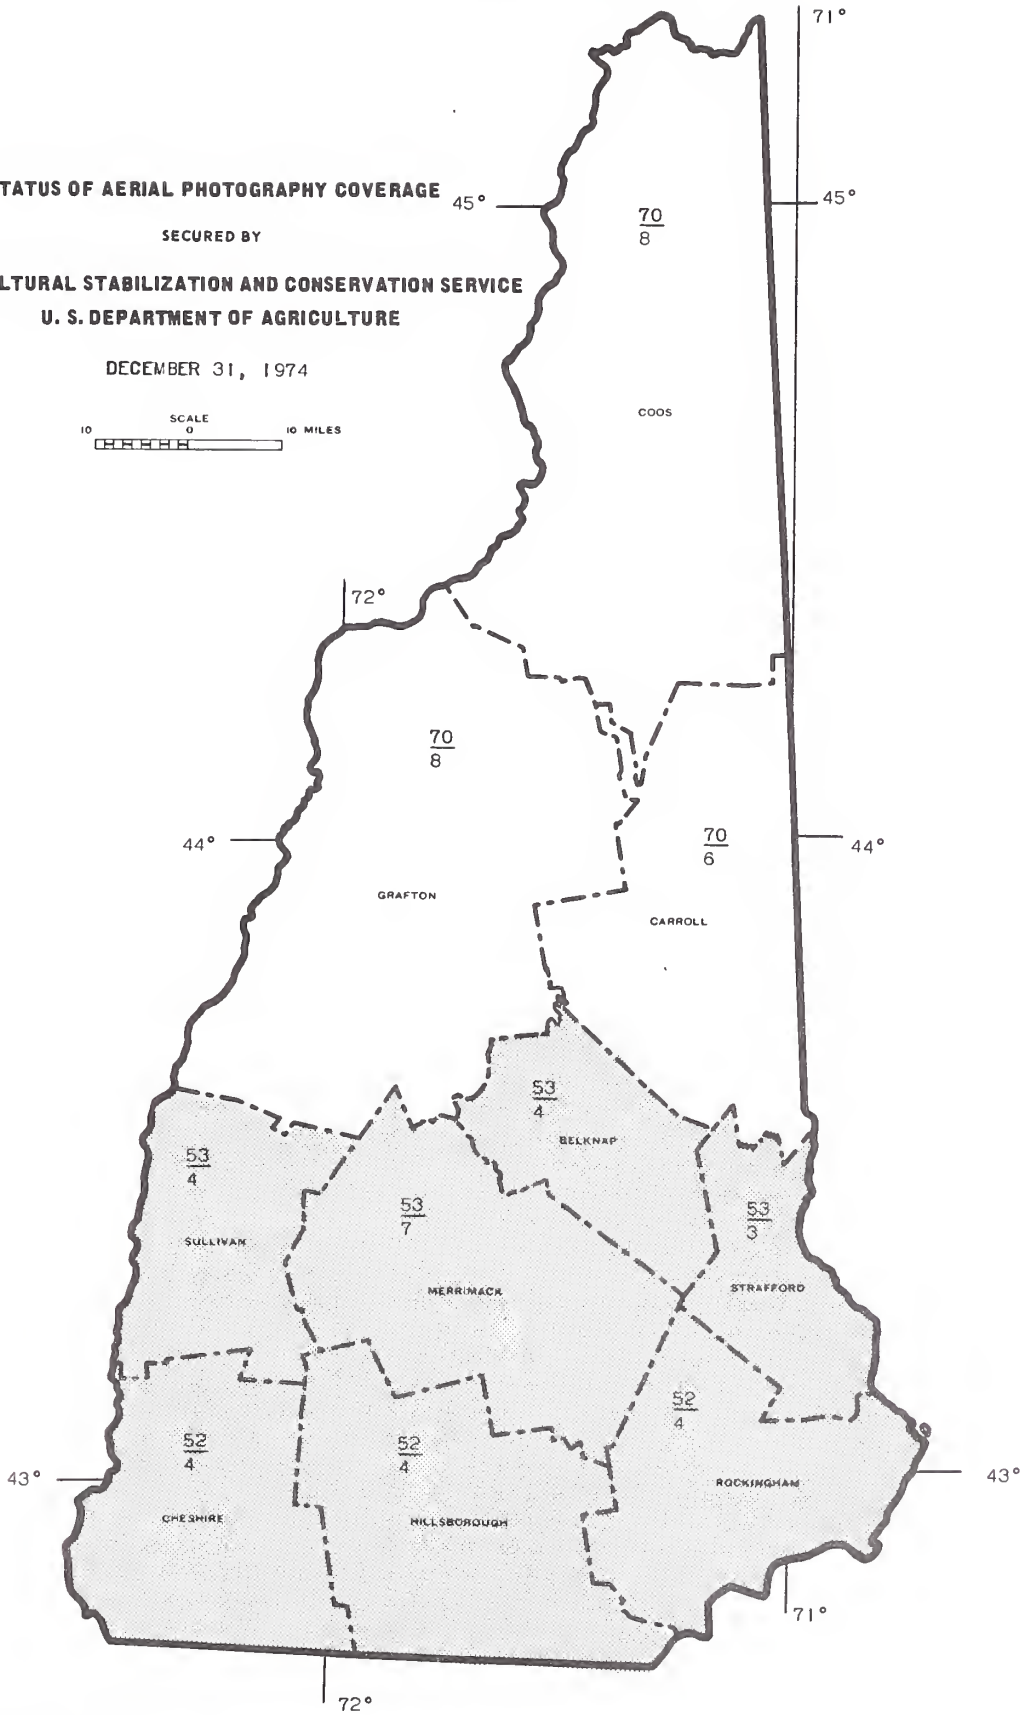 71°
TATUS OF AERIAL PHOTOGRAPHY COVERAGE
45°
45°
SECURED BY
70
8
LTURAL STABILIZATION AND CONSERVATION SERVICE
U. S. DEPARTMENT OF AGRICULTURE
DECEMBER 31, 1974
SCALE
10 0 10 MILES
COOS
72°
70
8
44°
70
6
44°
GRAFTON
CARROLL
53
4
BELKNAP
53
4
53
7
53
3
SULLIVAN
MERRIMACK
STRAFFORD
52
4
52
4
52
4
43°
43°
ROCKINGHAM
CHESHIRE
HILLSBOROUGH
71°
72°